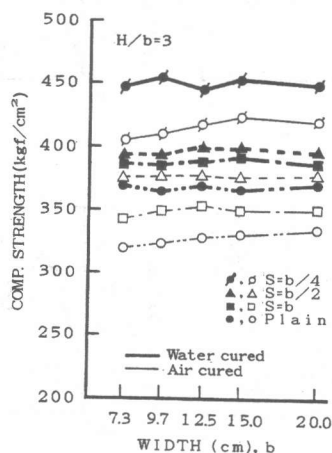 H/b=3
COMP. STRENGTH(kgf/cm²)
500
450
400
350
300
250
200
S=b/4
S=b/2
S=b
Plain
Water cured
Air cured
7.3 9.7 12.5 15.0 20.0
WIDTH (cm), b